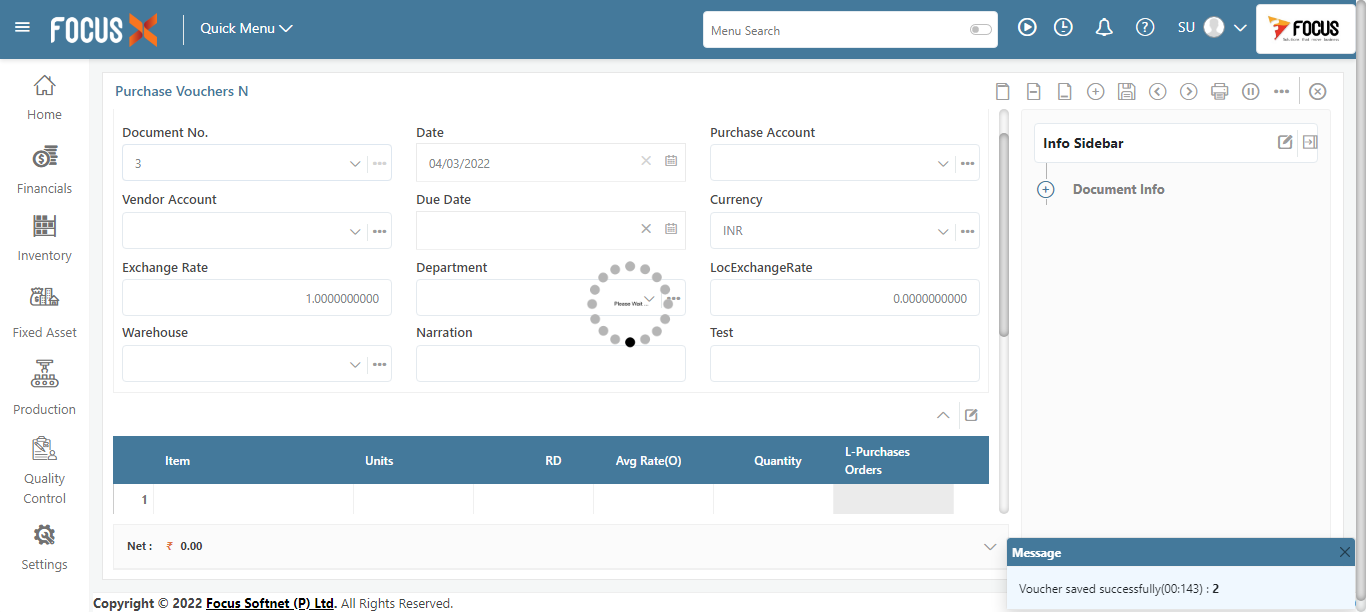 FOCUS X
Quick Menu
Menu Search
SU
FOCUS
Home
Financials
Inventory
Fixed Asset
Production
Quality
Control
Settings
Purchase Vouchers N
Document No.
Date
Purchase Account
3
04/03/2022
Vendor Account
Due Date
Currency
INR
Exchange Rate
Department
LocExchangeRate
1.0000000000
Please Wait ...
0.0000000000
Warehouse
Narration
Test
Item
Units
RD
Avg Rate(O)
Quantity
L-Purchases
Orders
1
Net : ₹ 0.00
Info Sidebar
Document Info
Message
Voucher saved successfully(00:143) : 2
Copyright © 2022 Focus Softnet (P) Ltd. All Rights Reserved.